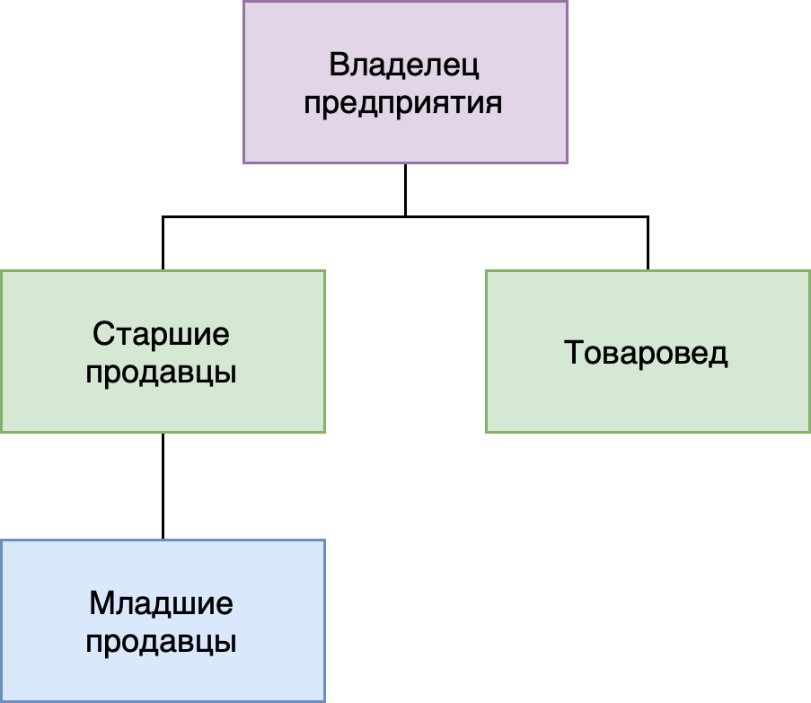 Владелец
предприятия
Старшие
продавцы
Товаровед
Младшие
продавцы